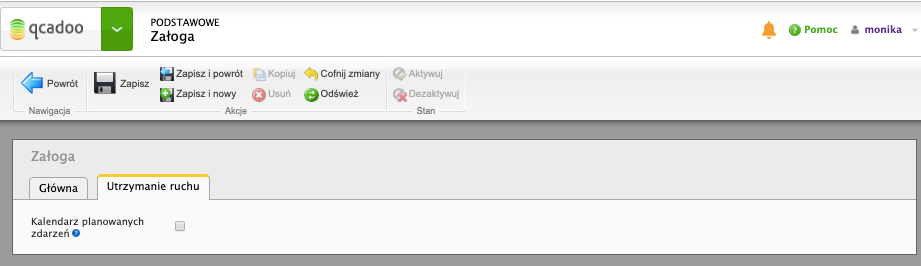 qcadoo
PODSTAWOWE
Załoga
Pomoc
monika
Powrót
Nawigacja
Zapisz
Zapisz i powrót
Kopiuj
Cofnij zmiany
Zapisz i nowy
Usuń
Odśwież
Akcje
Aktywuj
Dezaktywuj
Stan
Załoga
Główna
Utrzymanie ruchu
Kalendarz planowanych
zdarzeń